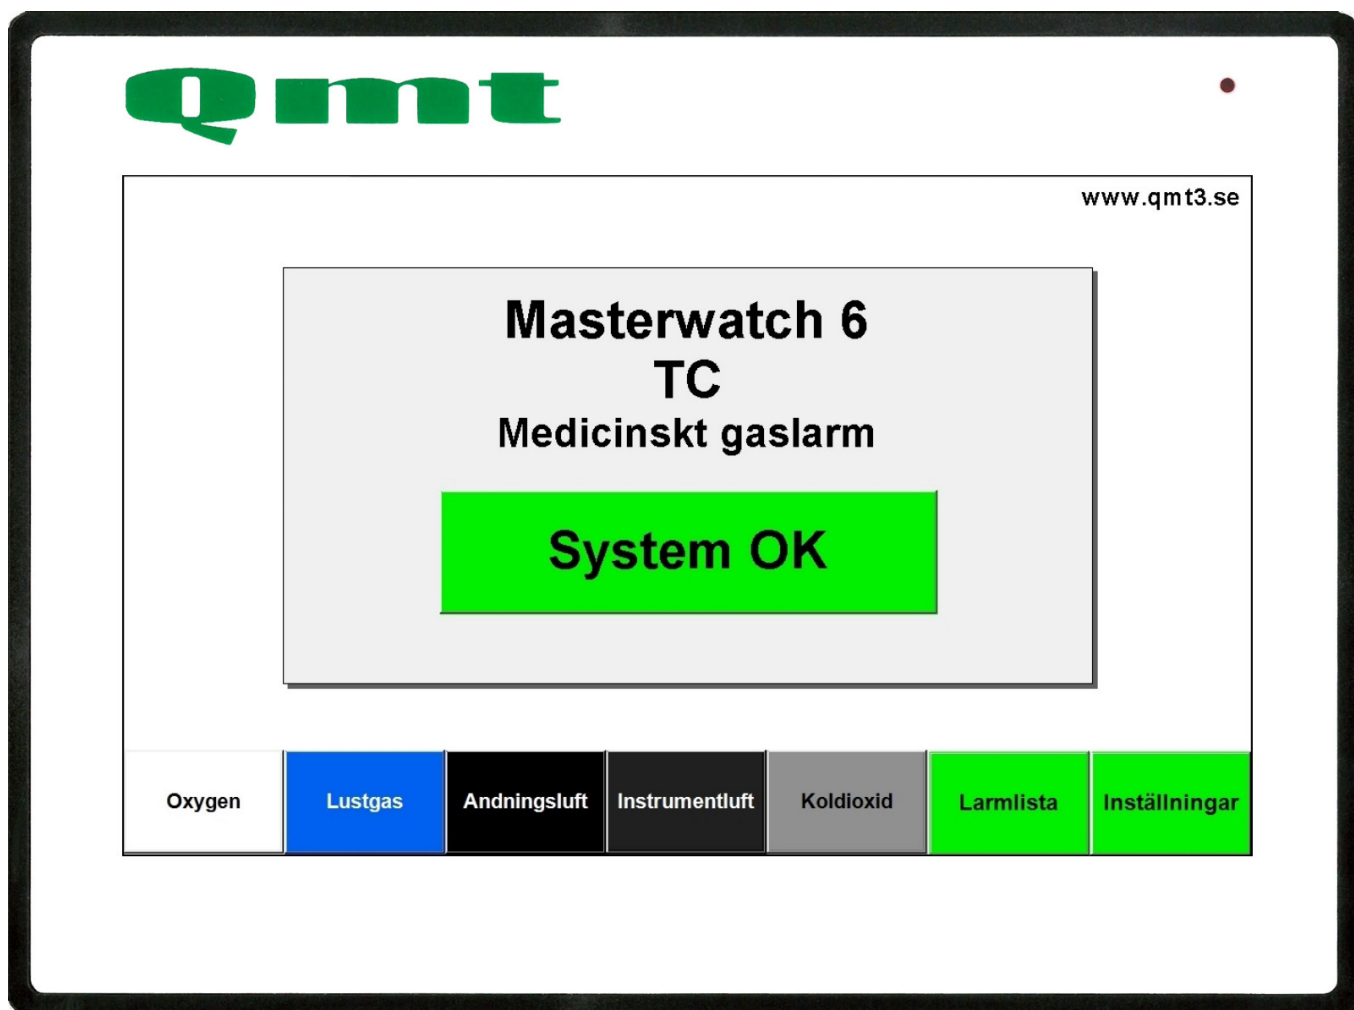 Qmt
www.qmt3.se
Masterwatch 6
TC
Medicinskt gaslarm
System OK
Oxygen
Lustgas
Andningsluft
Instrumentluft
Koldioxid
Larmlista
Inställningar